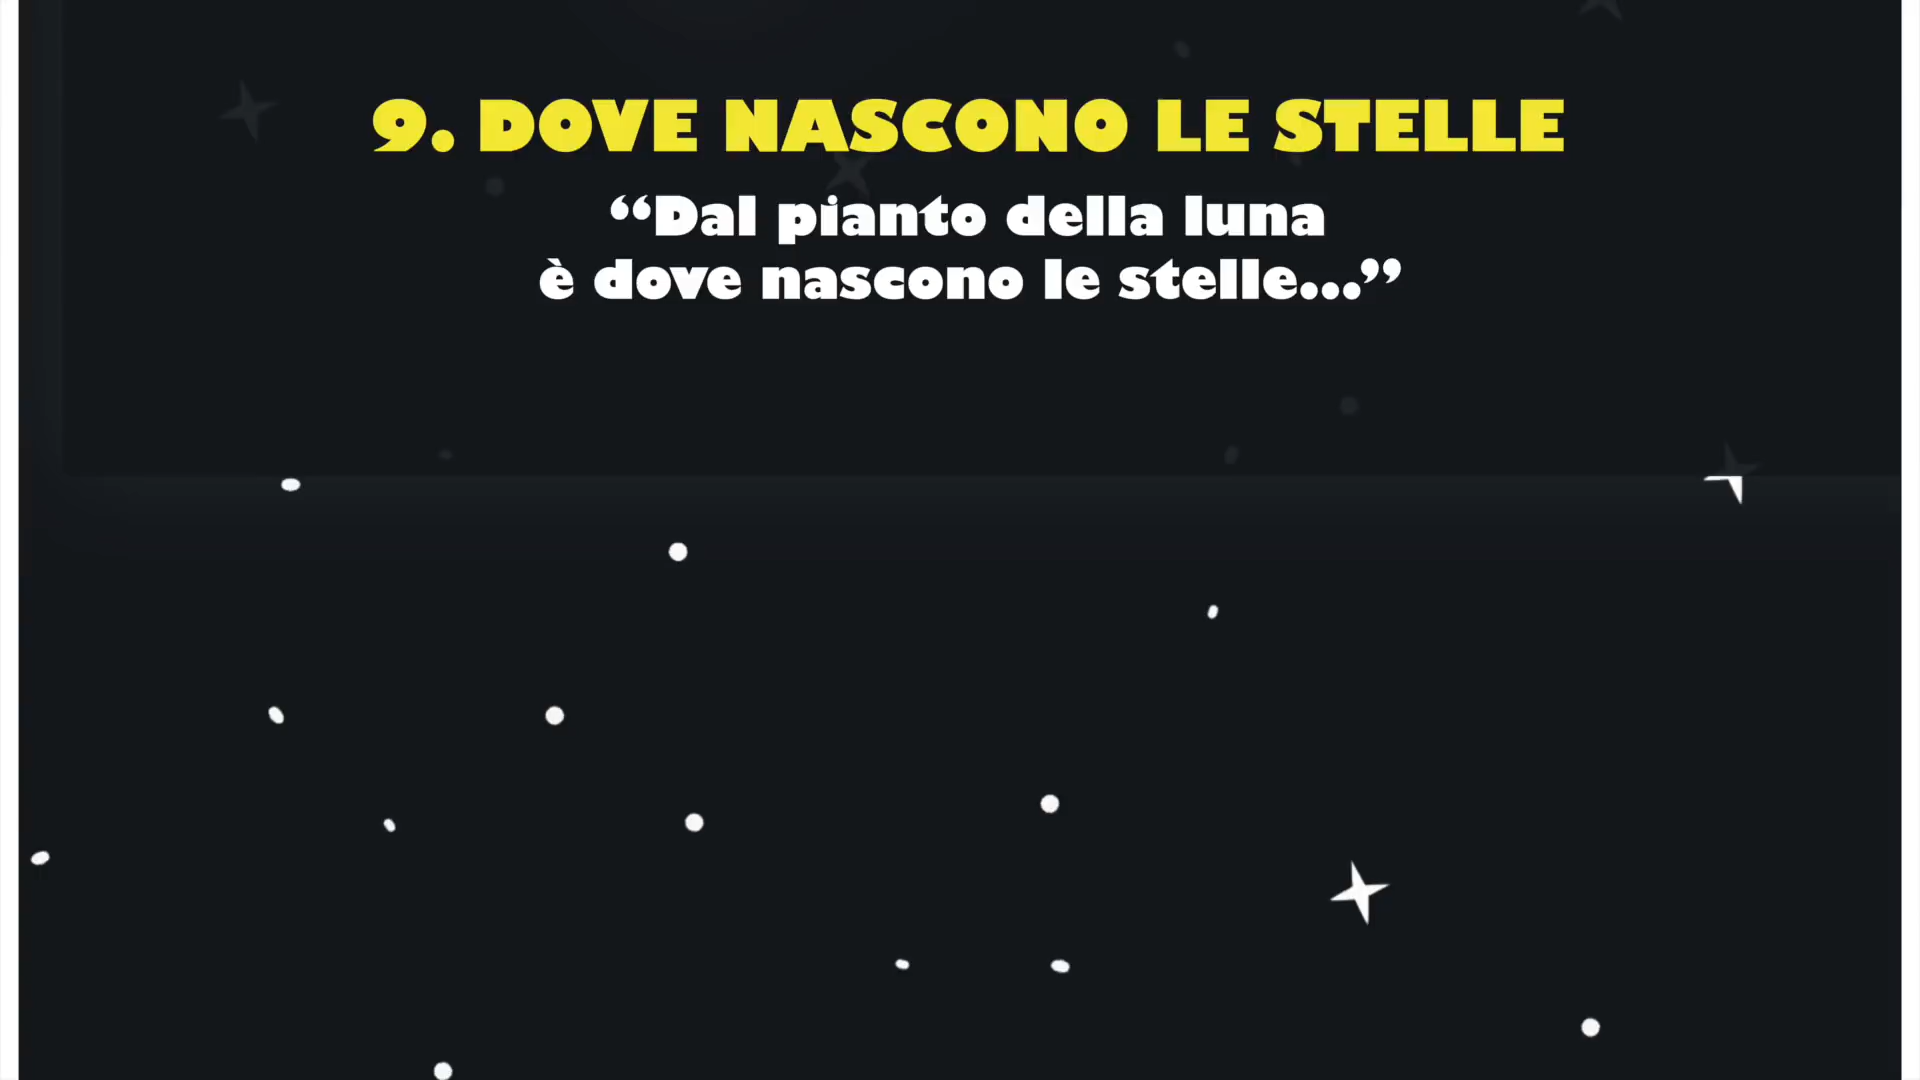 9. DOVE NASCONO LE STELLE
“Dal pianto della luna
è dove nascono le stelle...”